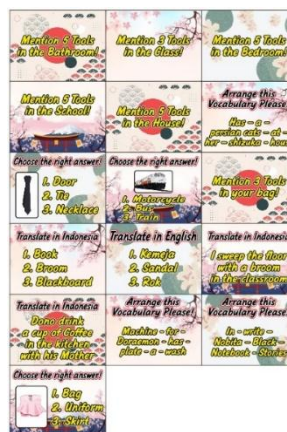 Mention 5 Tools
in the Bathroom!
Mention 3 Tools
in the Class!
Mention 5 Tools
in the Bedroom!
Mention 5 Tools
in the School!
Mention 5 Tools
in the House!
Arrange this
Vocabulary Please!
Has - a -
persian cats - at -
her - shizuka - hou
Choose the right answer!
1. Door
2. Tie
3. Necklace
Choose the right answer!
1. Motorcycle
2. Bus
3. Train
Mention 3 Tools
in your bag!
Translate in Indonesia
1. Book
2. Broom
3. Blackboard
Translate in English
1. Kemeja
2. Sandal
3. Rok
Translate in Indonesi
I sweep the floor
with a broom
in the classroom
Translate in Indonesia
Dono drink
a cup of Coffee
in the kitchen
with his Mother
Arrange this
Vocabulary Please!
Machine - for -
Doraemon - has -
plate - a - wash
Arrange this
Vocabulary Please!
in - write -
Nobita - Black -
Notebook - Stories
Choose the right answer!
1. Bag
2. Uniform
3. Skirt